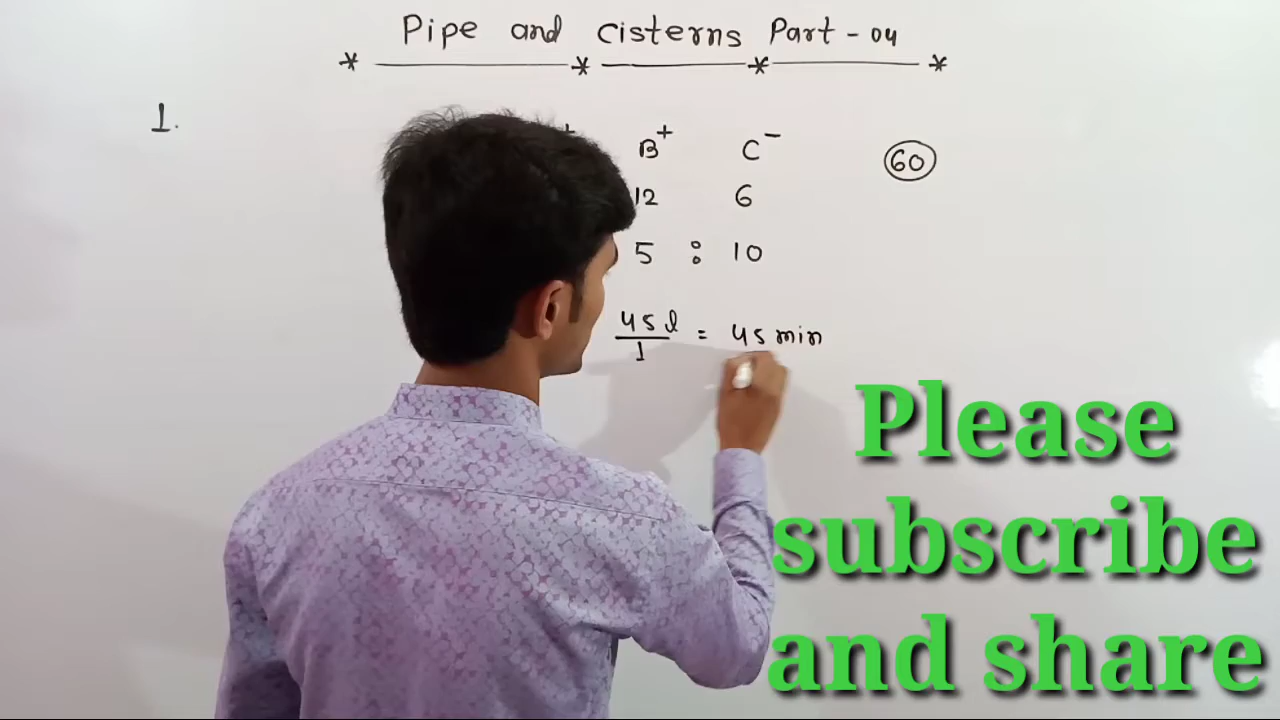 Pipe and cisterns Part - 04
* * * *
1.
+ B+ C- 60
12 6
5 : 10
45 l / 1 = 45 min
Please
subscribe
and share